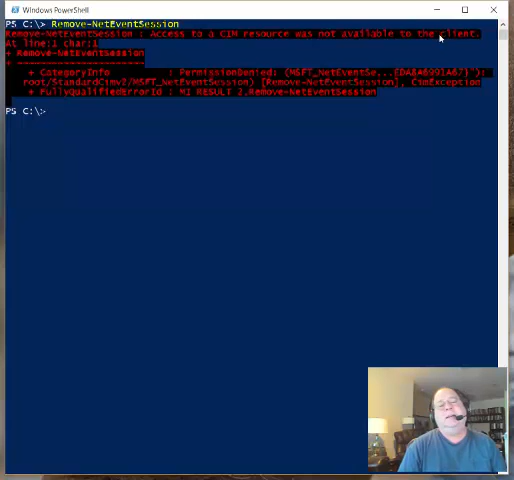 Windows PowerShell
PS C:\> Remove-NetEventSession
Remove-NetEventSession : Access to a CIM resource was not available to the client.
At line:1 char:1
+ Remove-NetEventSession
+ ~~~~~~~~~~~~~~~~~~~~~~
+ CategoryInfo : PermissionDenied: (MSFT_NetEventSe...EDA8A6991A67}"):
root/StandardCimv2/MSFT_NetEventSession) [Remove-NetEventSession], CimException
+ FullyQualifiedErrorId : MI RESULT 2,Remove-NetEventSession
PS C:\>